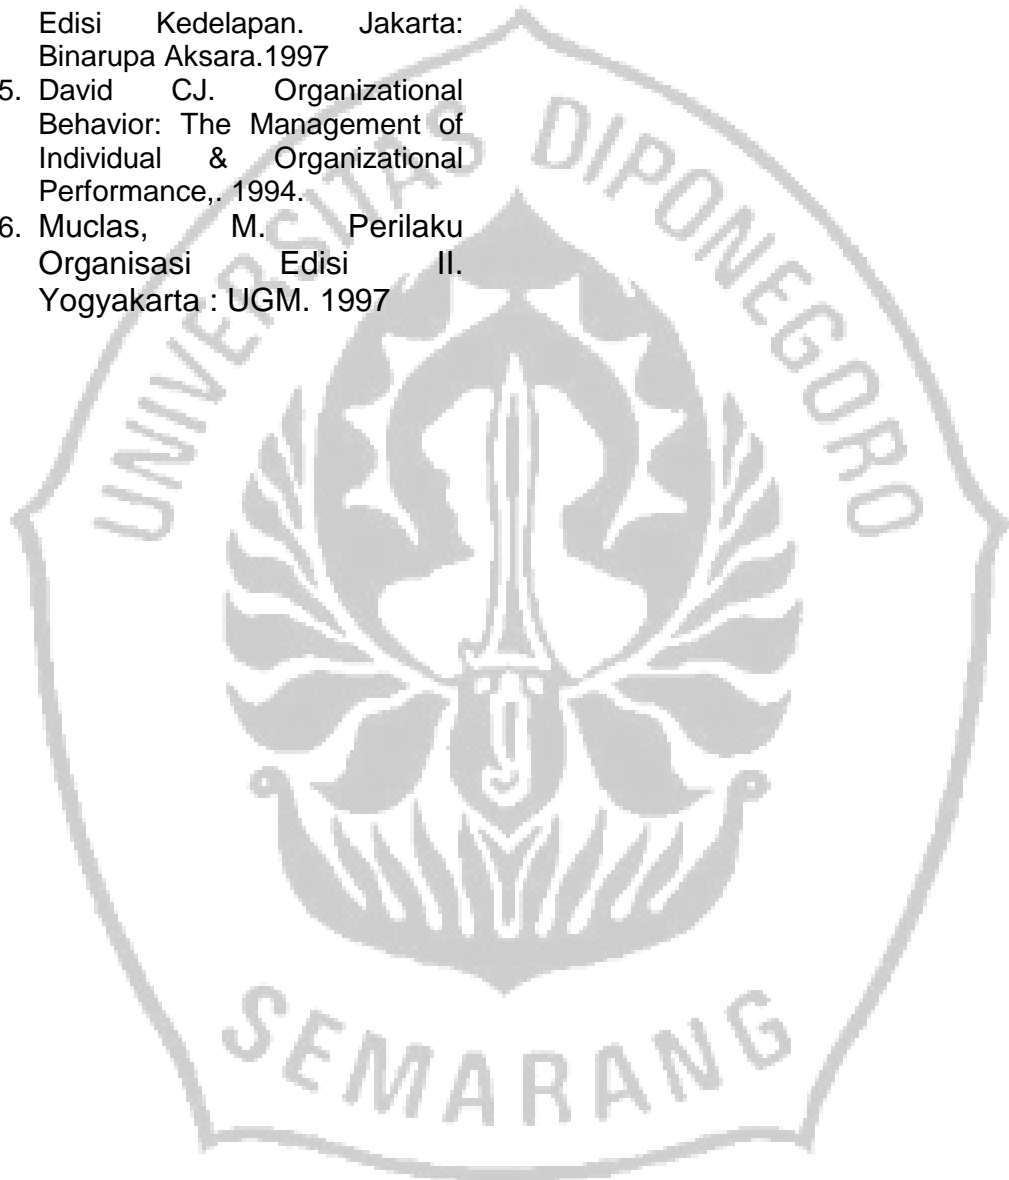 Edisi Kedelapan. Jakarta:
Binarupa Aksara.1997
5. David CJ. Organizational
Behavior: The Management of
Individual & Organizational
Performance,. 1994.
6. Muclas, M. Perilaku
Organisasi Edisi II.
Yogyakarta : UGM. 1997
UNIVERSITAS DIPONEGORO
SEMARANG